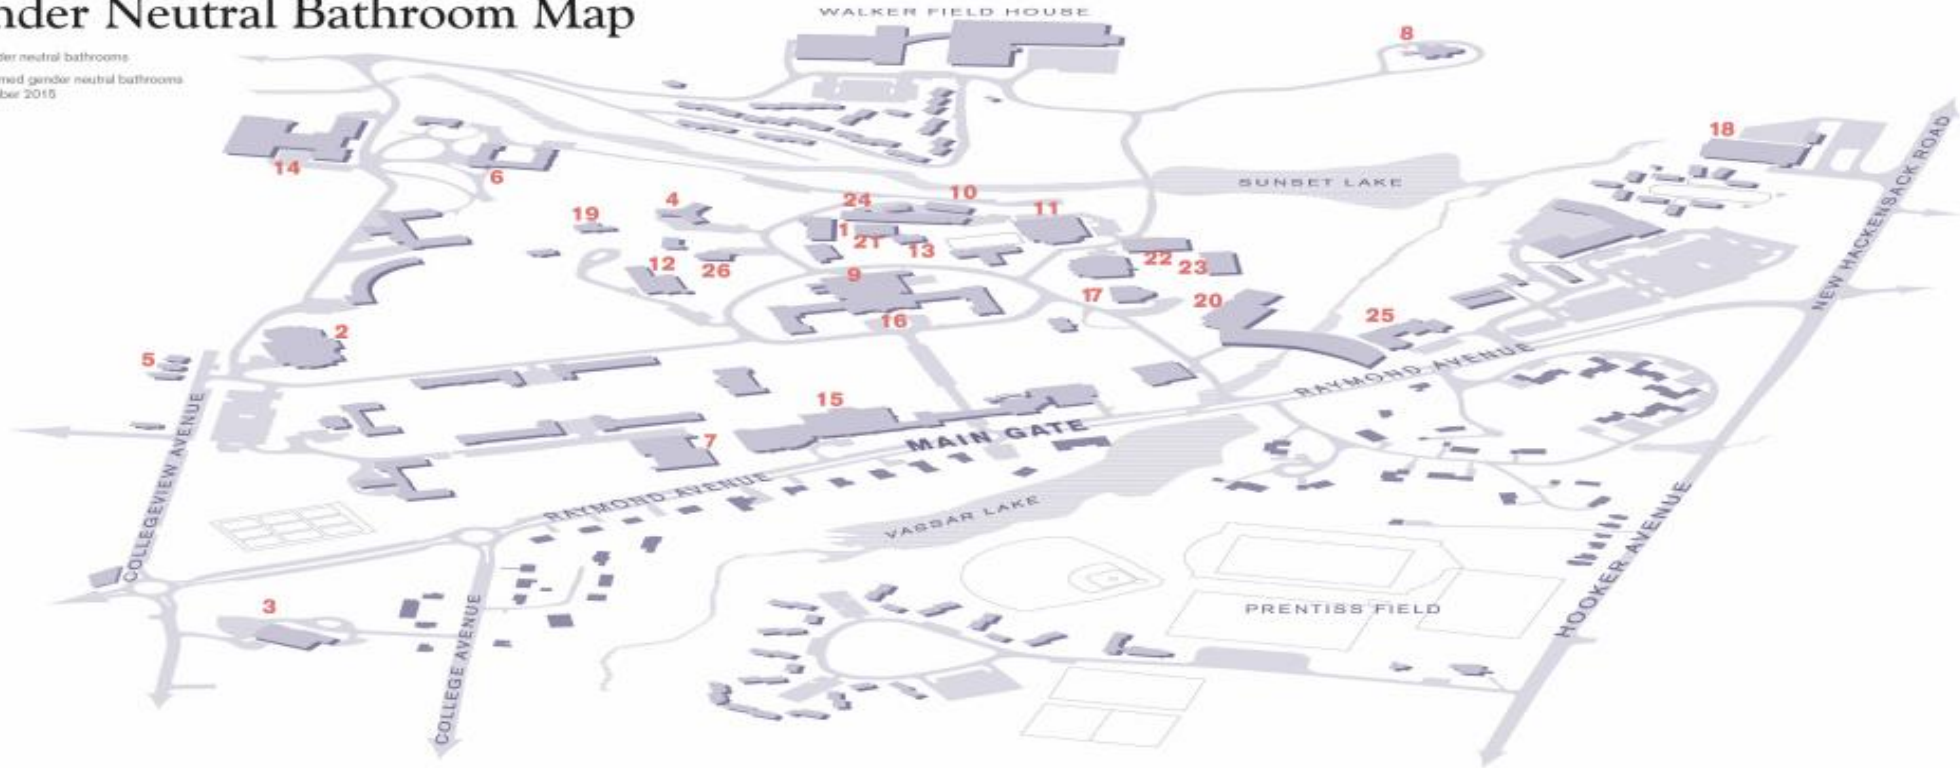 nder Neutral Bathroom Map
der neutral bathrooms
med gender neutral bathrooms
ber 2015
WALKER FIELD HOUSE
8
18
14
6
SUNSET LAKE
NEW HACKENSACK ROAD
4
24
10
19
11
1
21
13
22
23
12
26
9
17
20
16
25
2
5
RAYMOND AVENUE
15
7
MAIN GATE
COLLEGEVIEW AVENUE
RAYMOND AVENUE
VASSAR LAKE
HOOKER AVENUE
3
PRENTISS FIELD
COLLEGE AVENUE